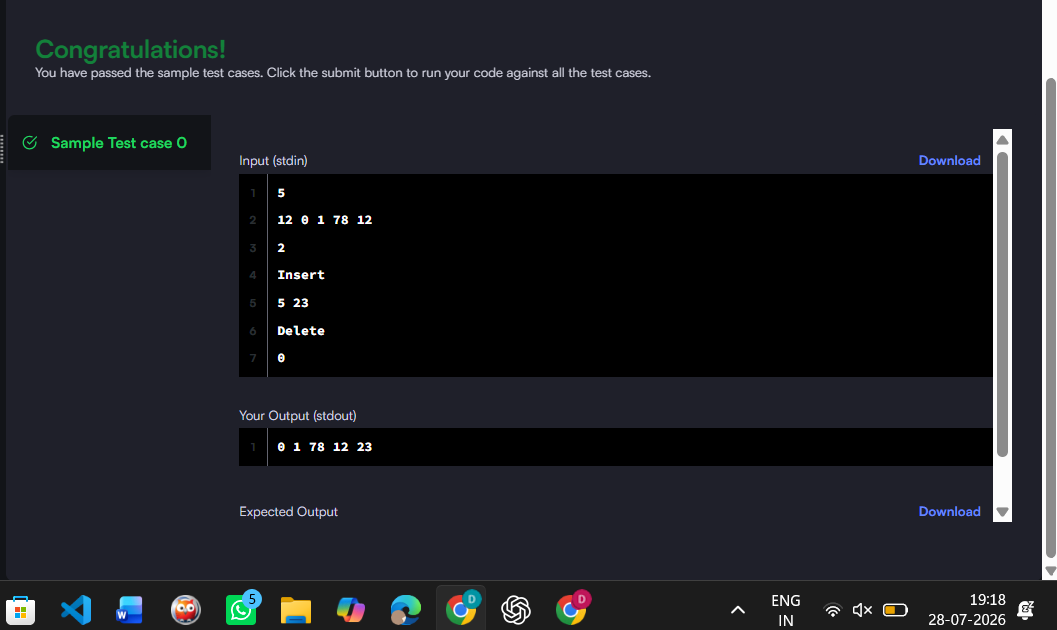 Congratulations!
You have passed the sample test cases. Click the submit button to run your code against all the test cases.
Sample Test case 0
Input (stdin)
Download
1 5
2 12 0 1 78 12
3 2
4 Insert
5 5 23
6 Delete
7 0
Your Output (stdout)
1 0 1 78 12 23
Expected Output
Download
W
5
D
D
ENG
IN
19:18
28-07-2026